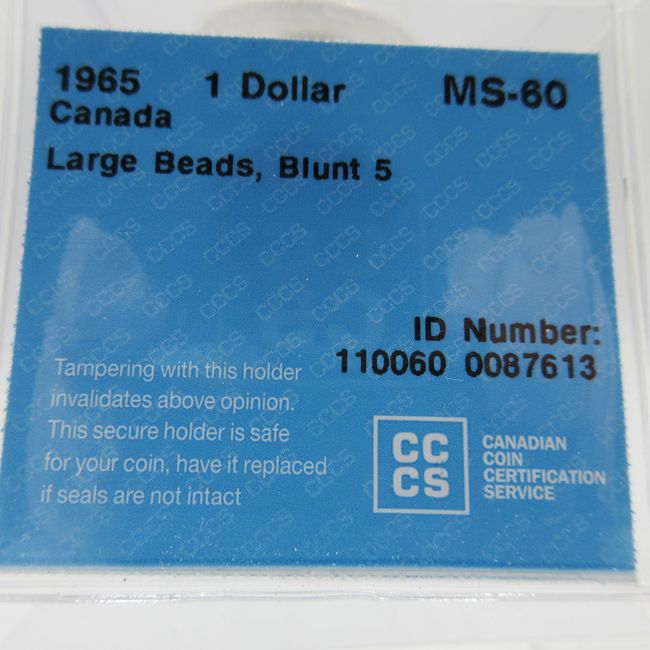 1965 1 Dollar MS-60
Canada
Large Beads, Blunt 5
ID Number:
110060 0087613
Tampering with this holder
invalidates above opinion.
This secure holder is safe
for your coin, have it replaced
if seals are not intact
CC
CS
CANADIAN
COIN
CERTIFICATION
SERVICE